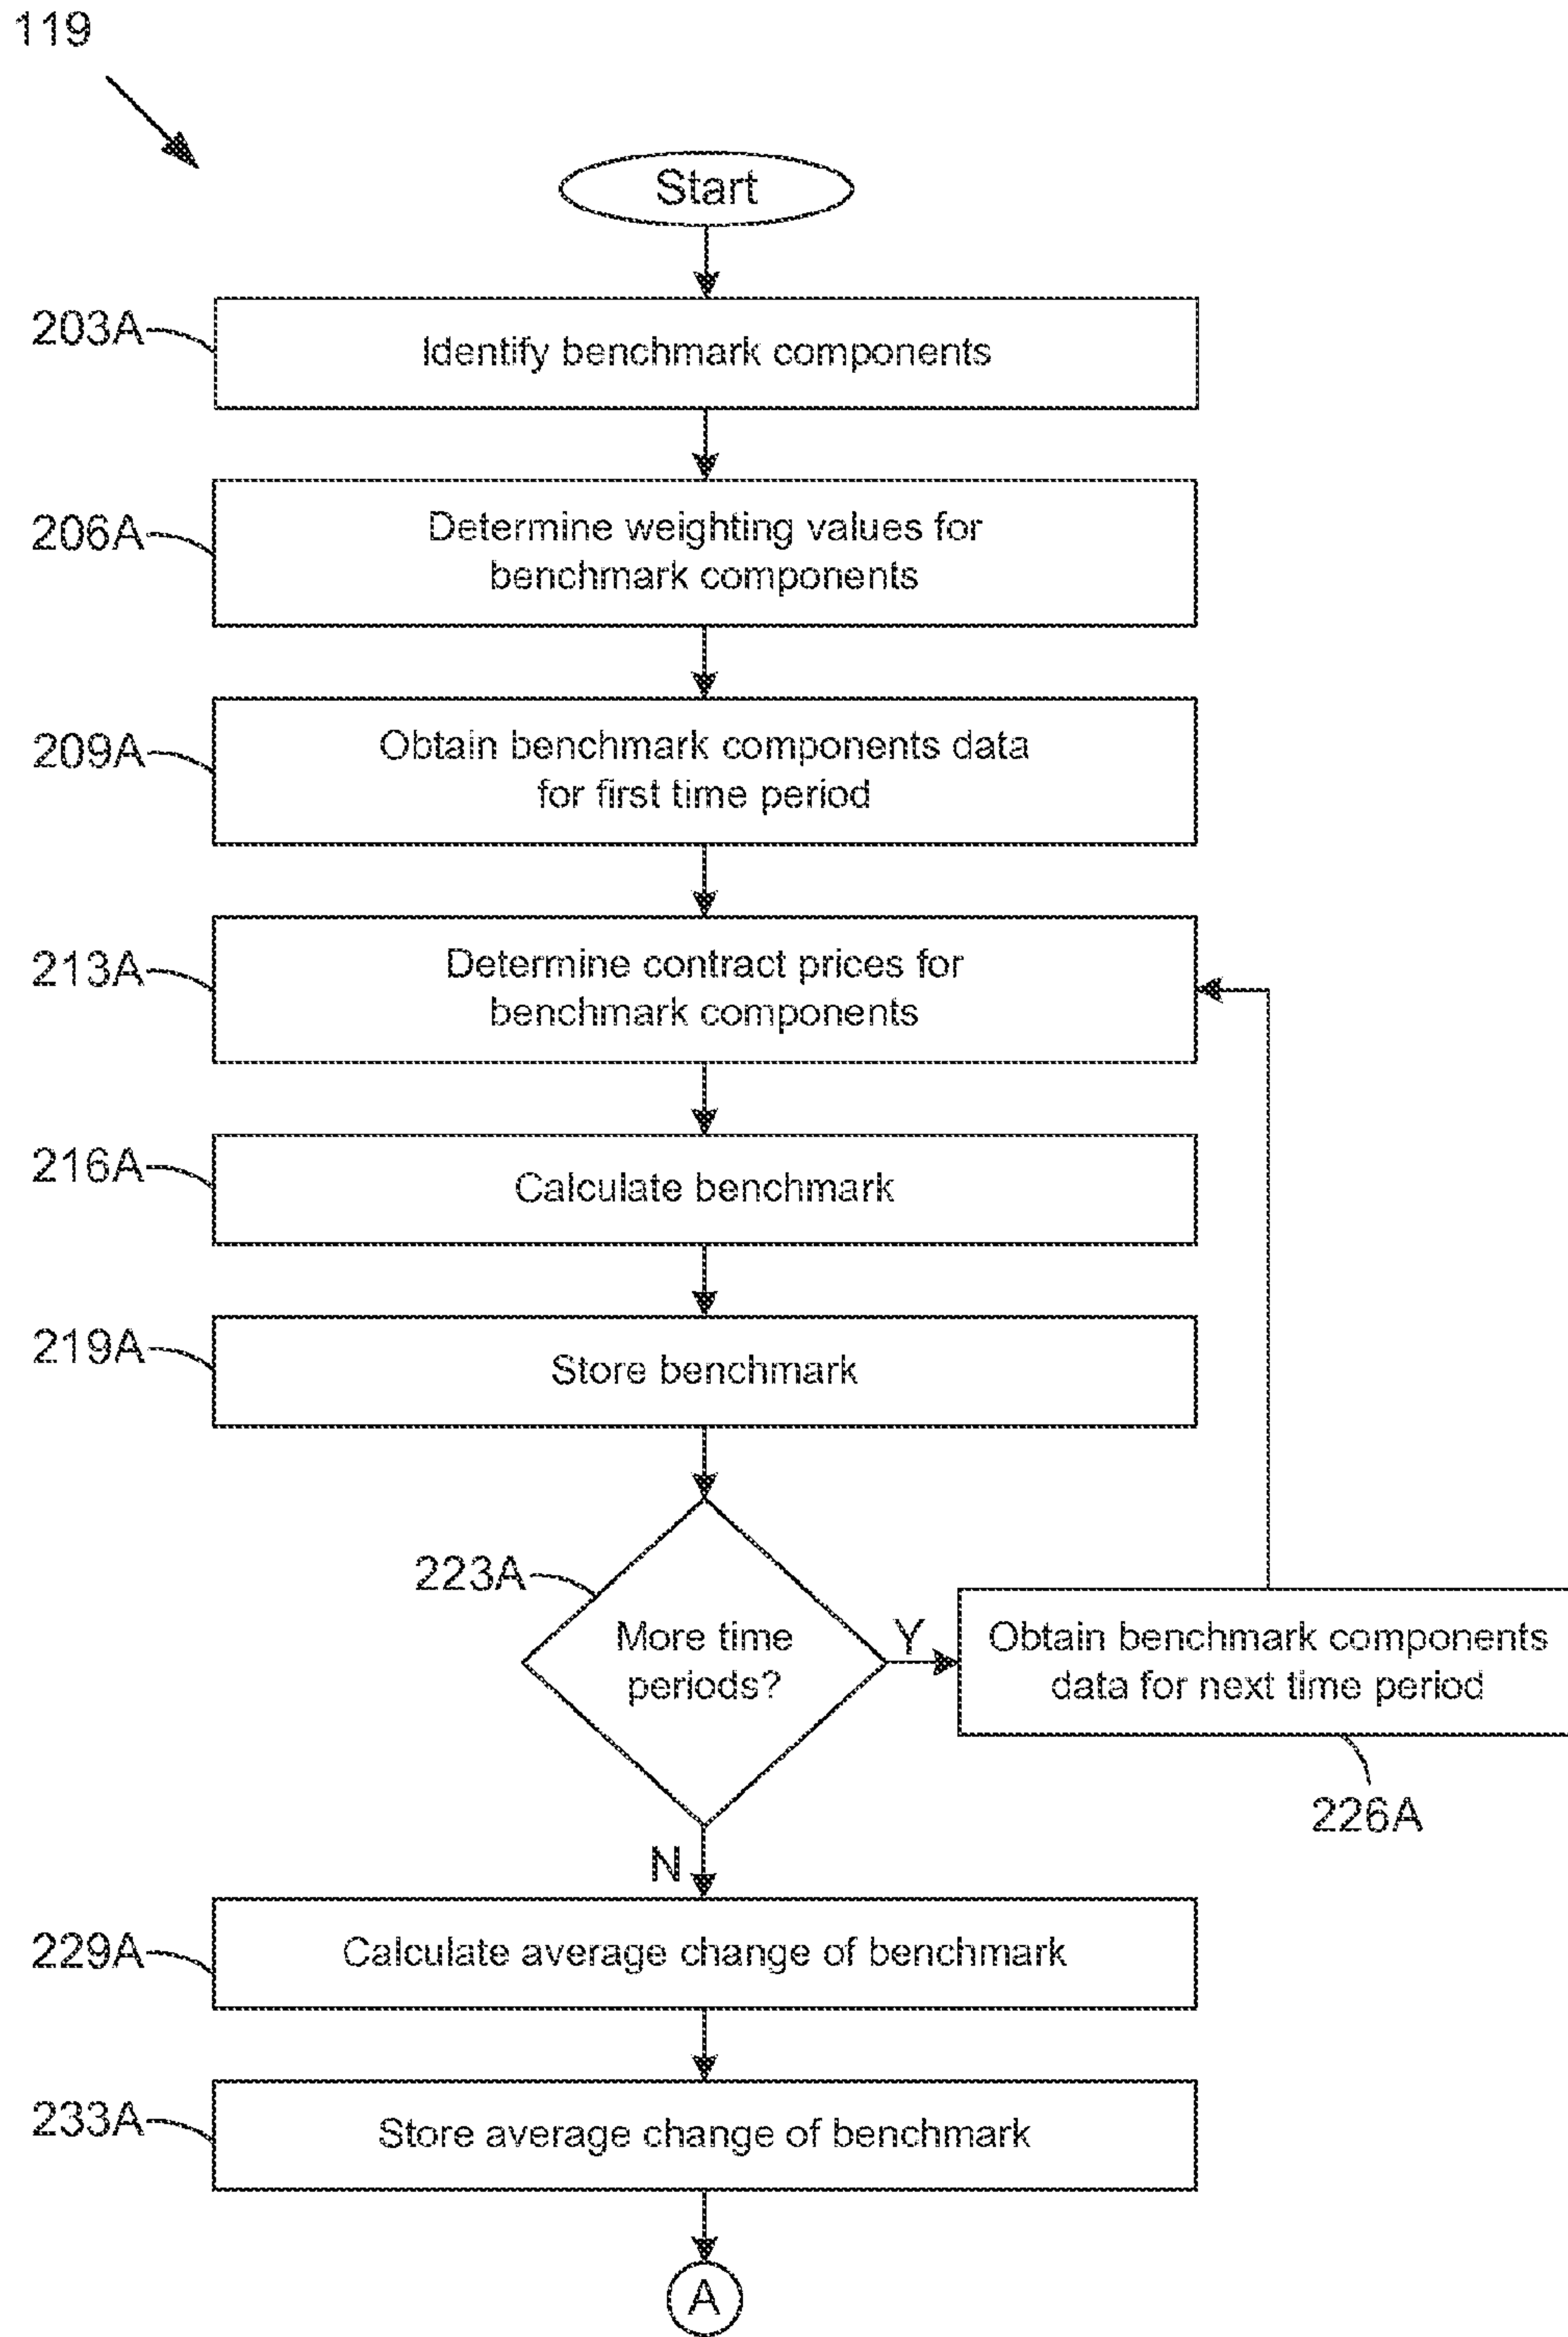 119
Start
203A
Identify benchmark components
206A
Determine weighting values for
benchmark components
209A
Obtain benchmark components data
for first time period
213A
Determine contract prices for
benchmark components
216A
Calculate benchmark
219A
Store benchmark
223A
More time
periods?
Y
Obtain benchmark components
data for next time period
226A
N
229A
Calculate average change of benchmark
233A
Store average change of benchmark
A